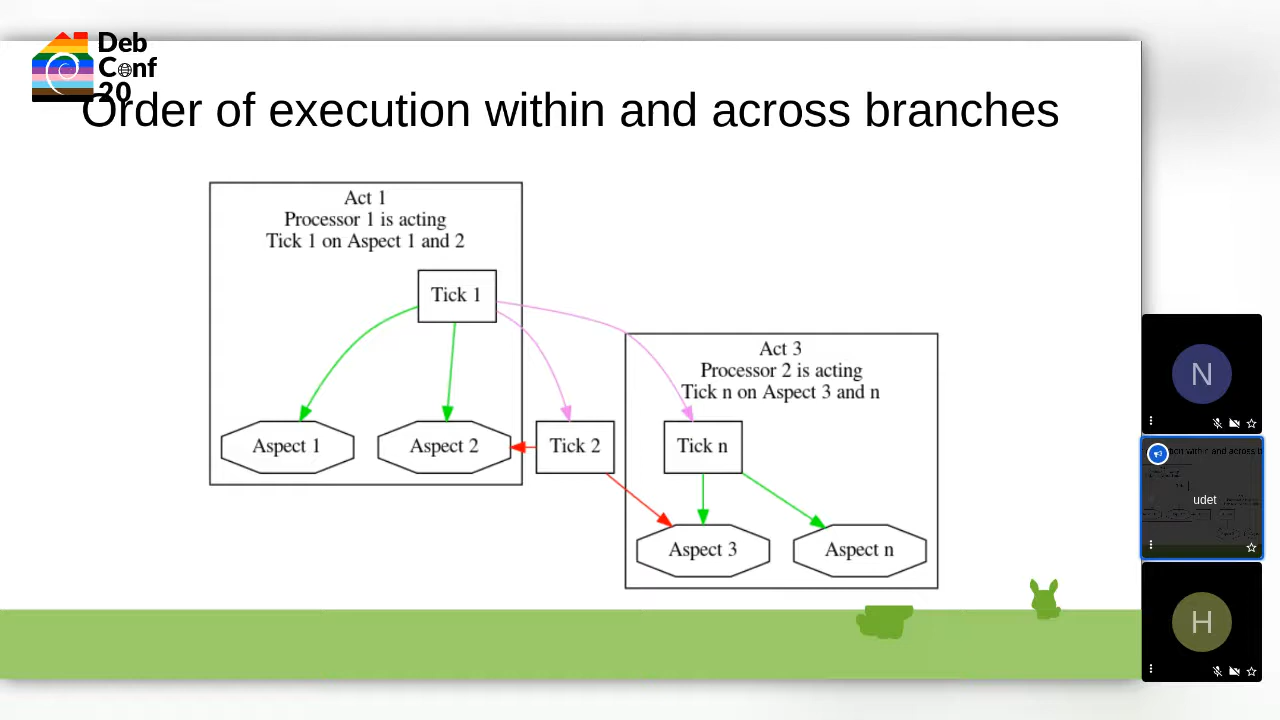 Deb
Conf
20
Order of execution within and across branches
Act 1
Processor 1 is acting
Tick 1 on Aspect 1 and 2
Tick 1
Act 3
Processor 2 is acting
Tick n on Aspect 3 and n
Aspect 1
Aspect 2
Tick 2
Tick n
Aspect 3
Aspect n
N
udet
H